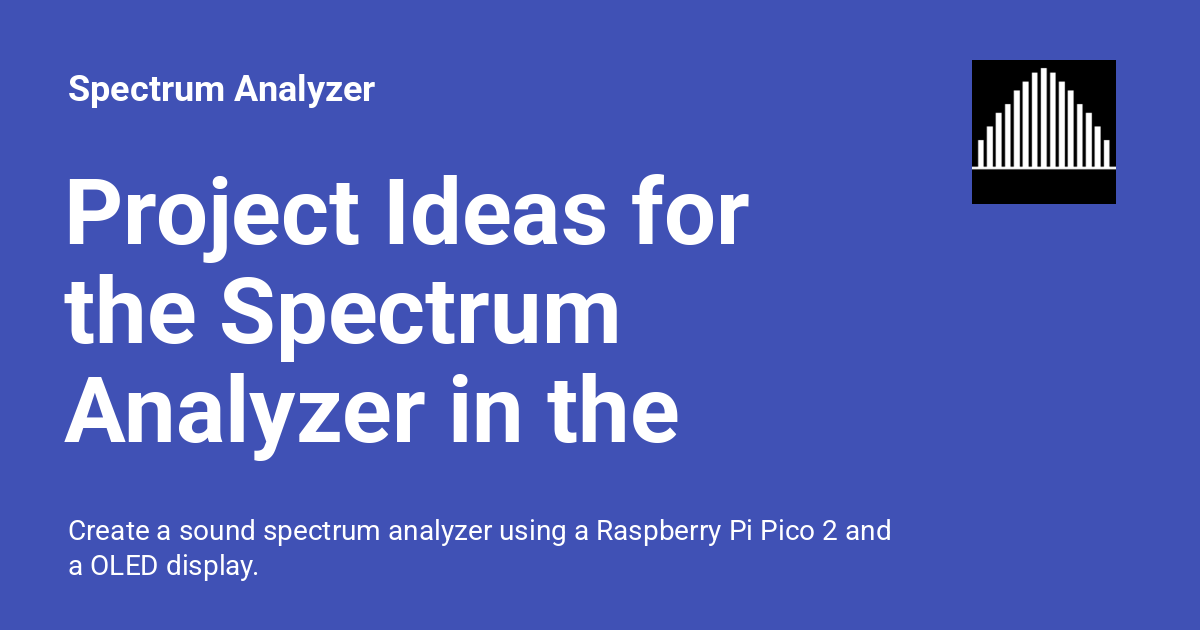 Spectrum Analyzer
Project Ideas for
the Spectrum
Analyzer in the
Create a sound spectrum analyzer using a Raspberry Pi Pico 2 and
a OLED display.